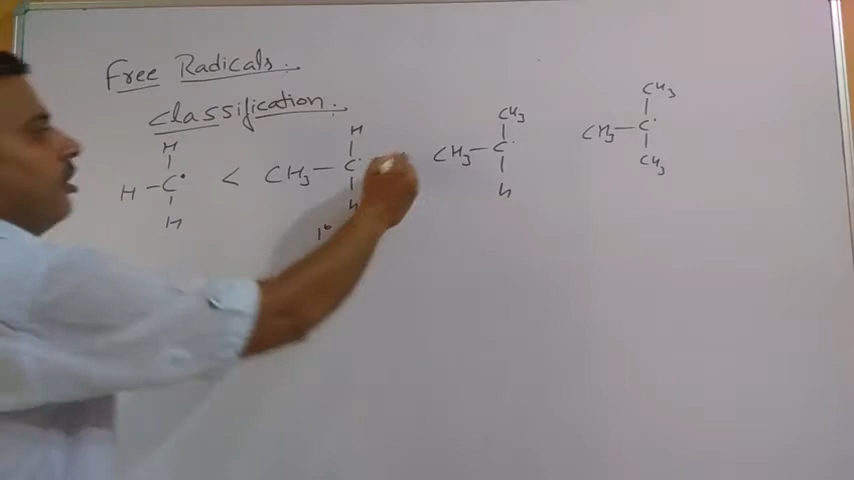 Free Radicals.
classification.
H
H – C• < CH3 – C•
H
H
H
1°
CH3
CH3 – C•
H
CH3
CH3 – C•
CH3